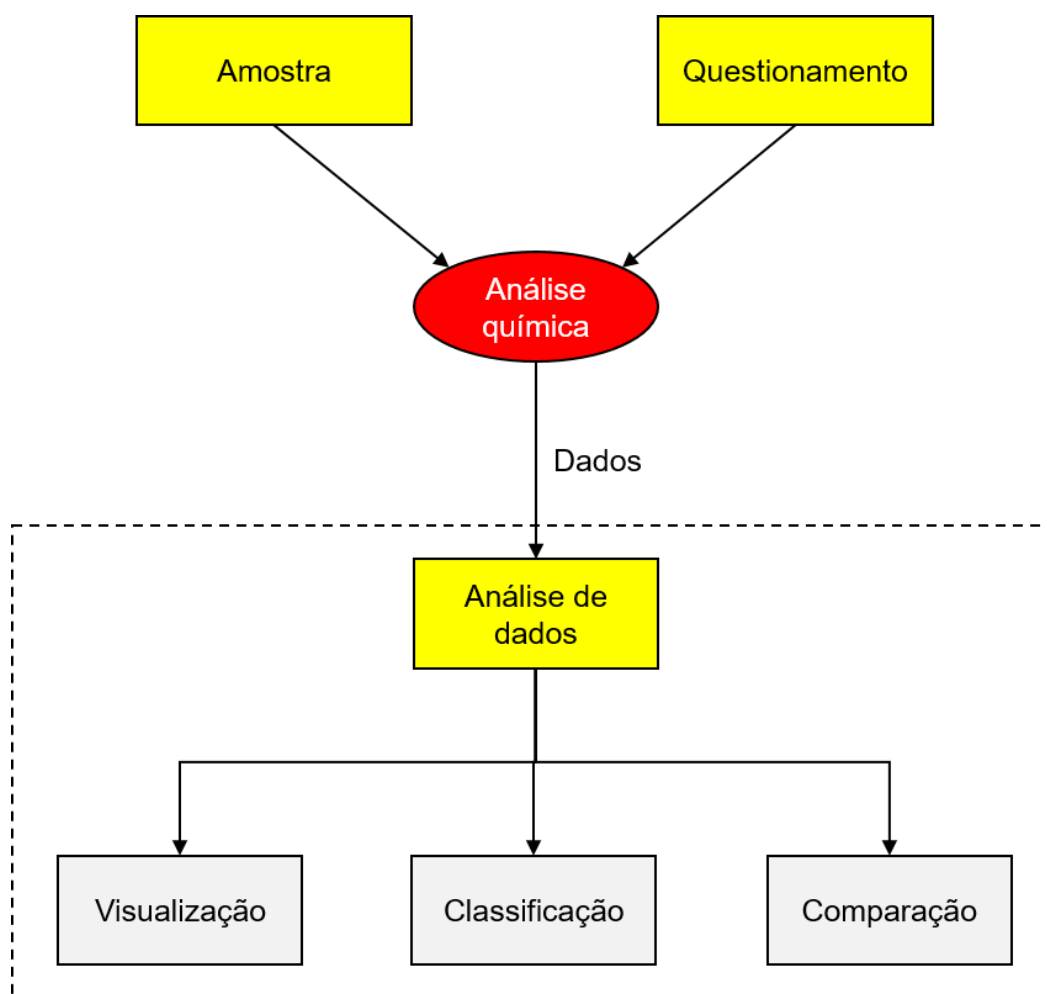 Amostra
Questionamento
Análise
química
Dados
Análise de
dados
Visualização
Classificação
Comparação